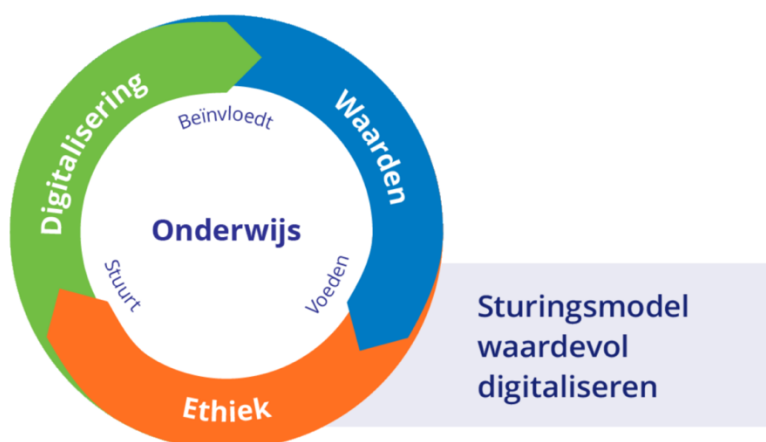 Digitalisering
Beïnvloedt
Waarden
Onderwijs
Stuurt
Voeden
Ethiek
Sturingsmodel
waardevol
digitaliseren